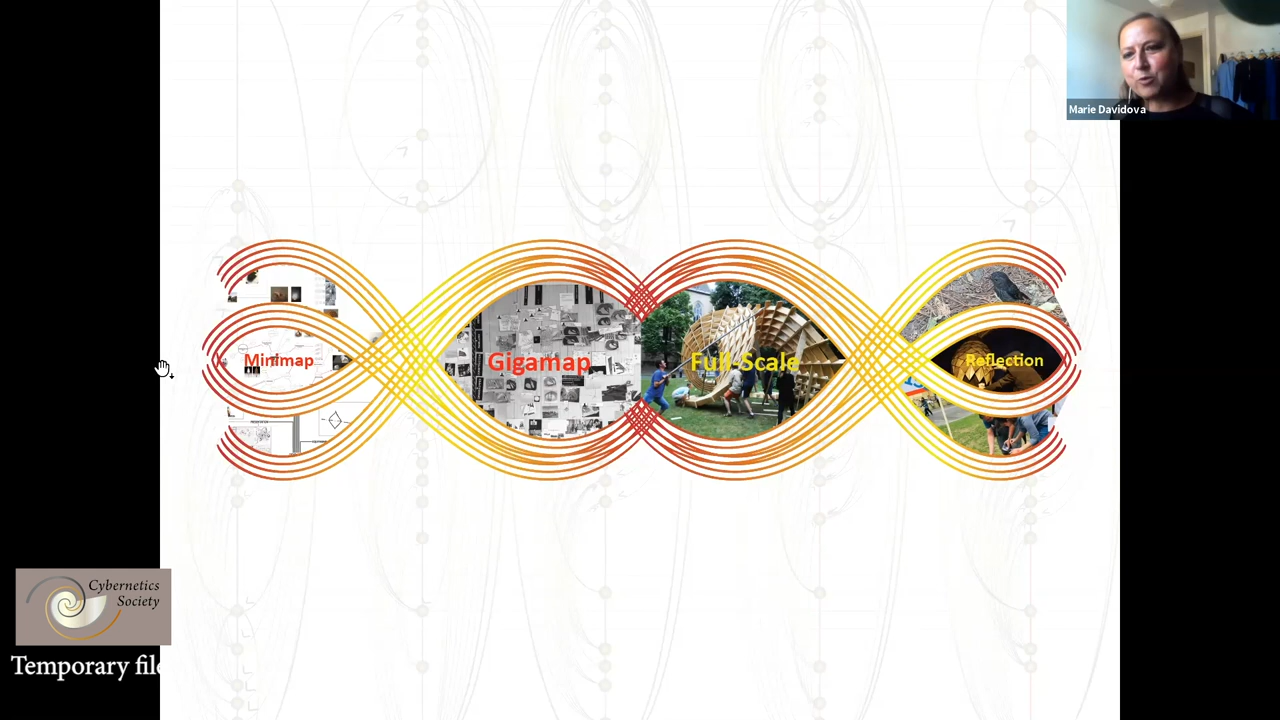 Marie Davidova
Minimap
Gigamap
Full-Scale
Reflection
Cybernetics
Society
Temporary file